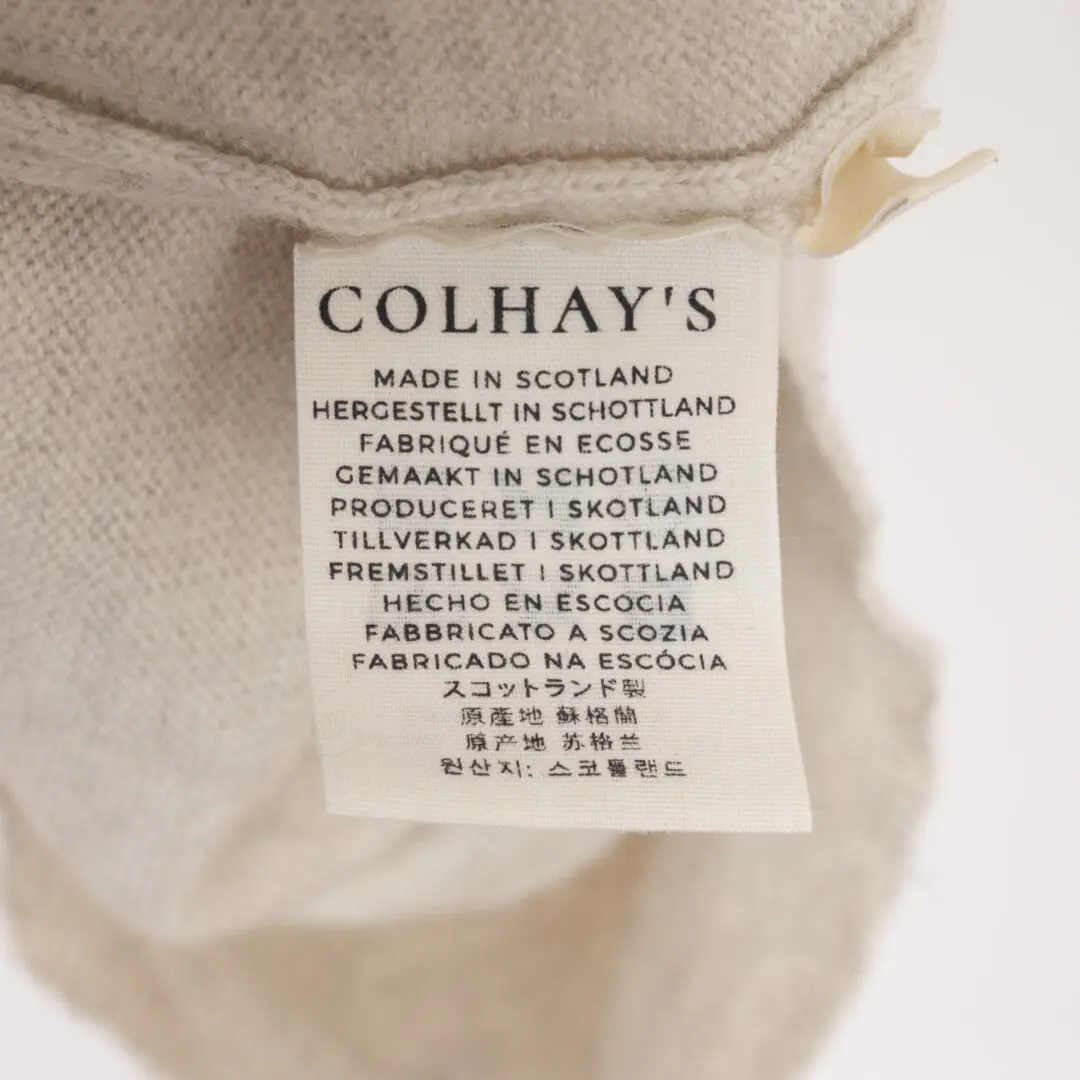 COLHAY'S
MADE IN SCOTLAND
HERGESTELLT IN SCHOTTLAND
FABRIQUÉ EN ECOSSE
GEMAAKT IN SCHOTLAND
PRODUCERET I SKOTLAND
TILLVERKAD I SKOTTLAND
FREMSTILLET I SKOTTLAND
HECHO EN ESCOCIA
FABBRICATO A SCOZIA
FABRICADO NA ESCÓCIA
スコットランド製
原産地 蘇格蘭
原产地 苏格兰
원산지: 스코틀랜드